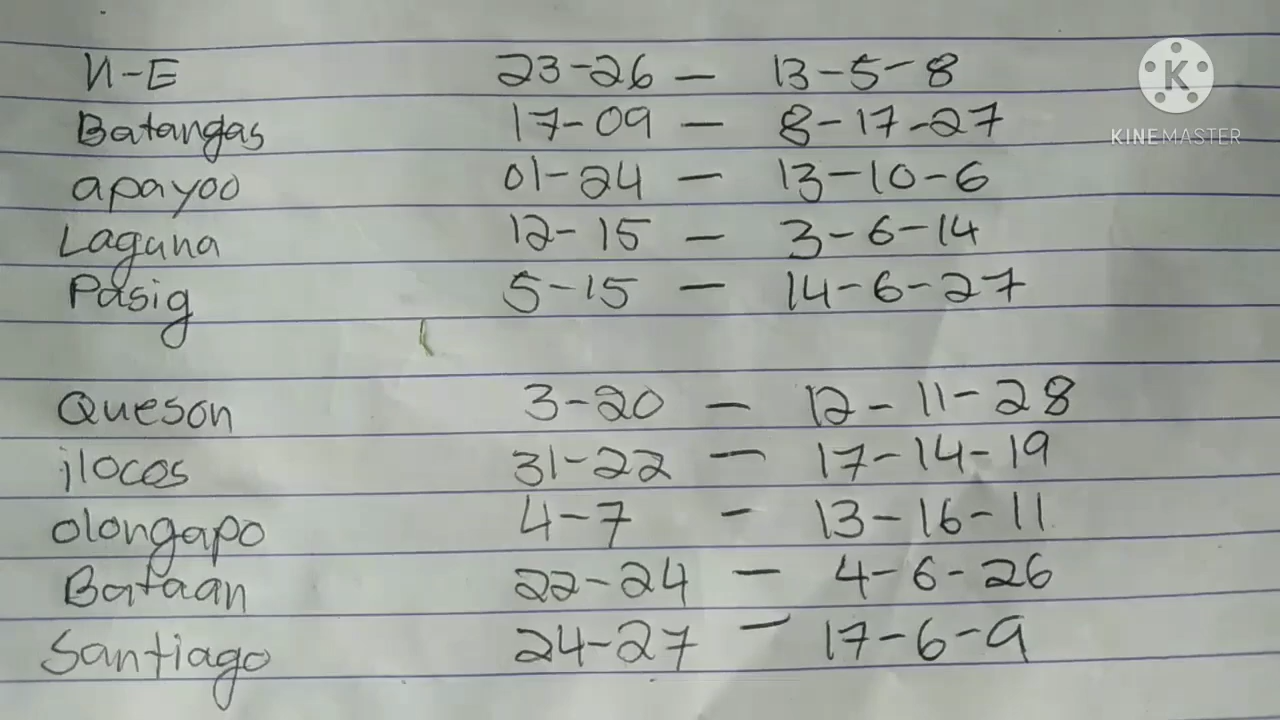 N-E 23-26 - 13-5-8
Batangas 17-09 - 8-17-27
apayoo 01-24 - 13-10-6
Laguna 12-15 - 3-6-14
Pasig 5-15 - 14-6-27
Queson 3-20 - 12-11-28
ilocos 31-22 - 17-14-19
olongapo 4-7 - 13-16-11
Bataan 22-24 - 4-6-26
Santiago 24-27 - 17-6-9
K
KINEMASTER